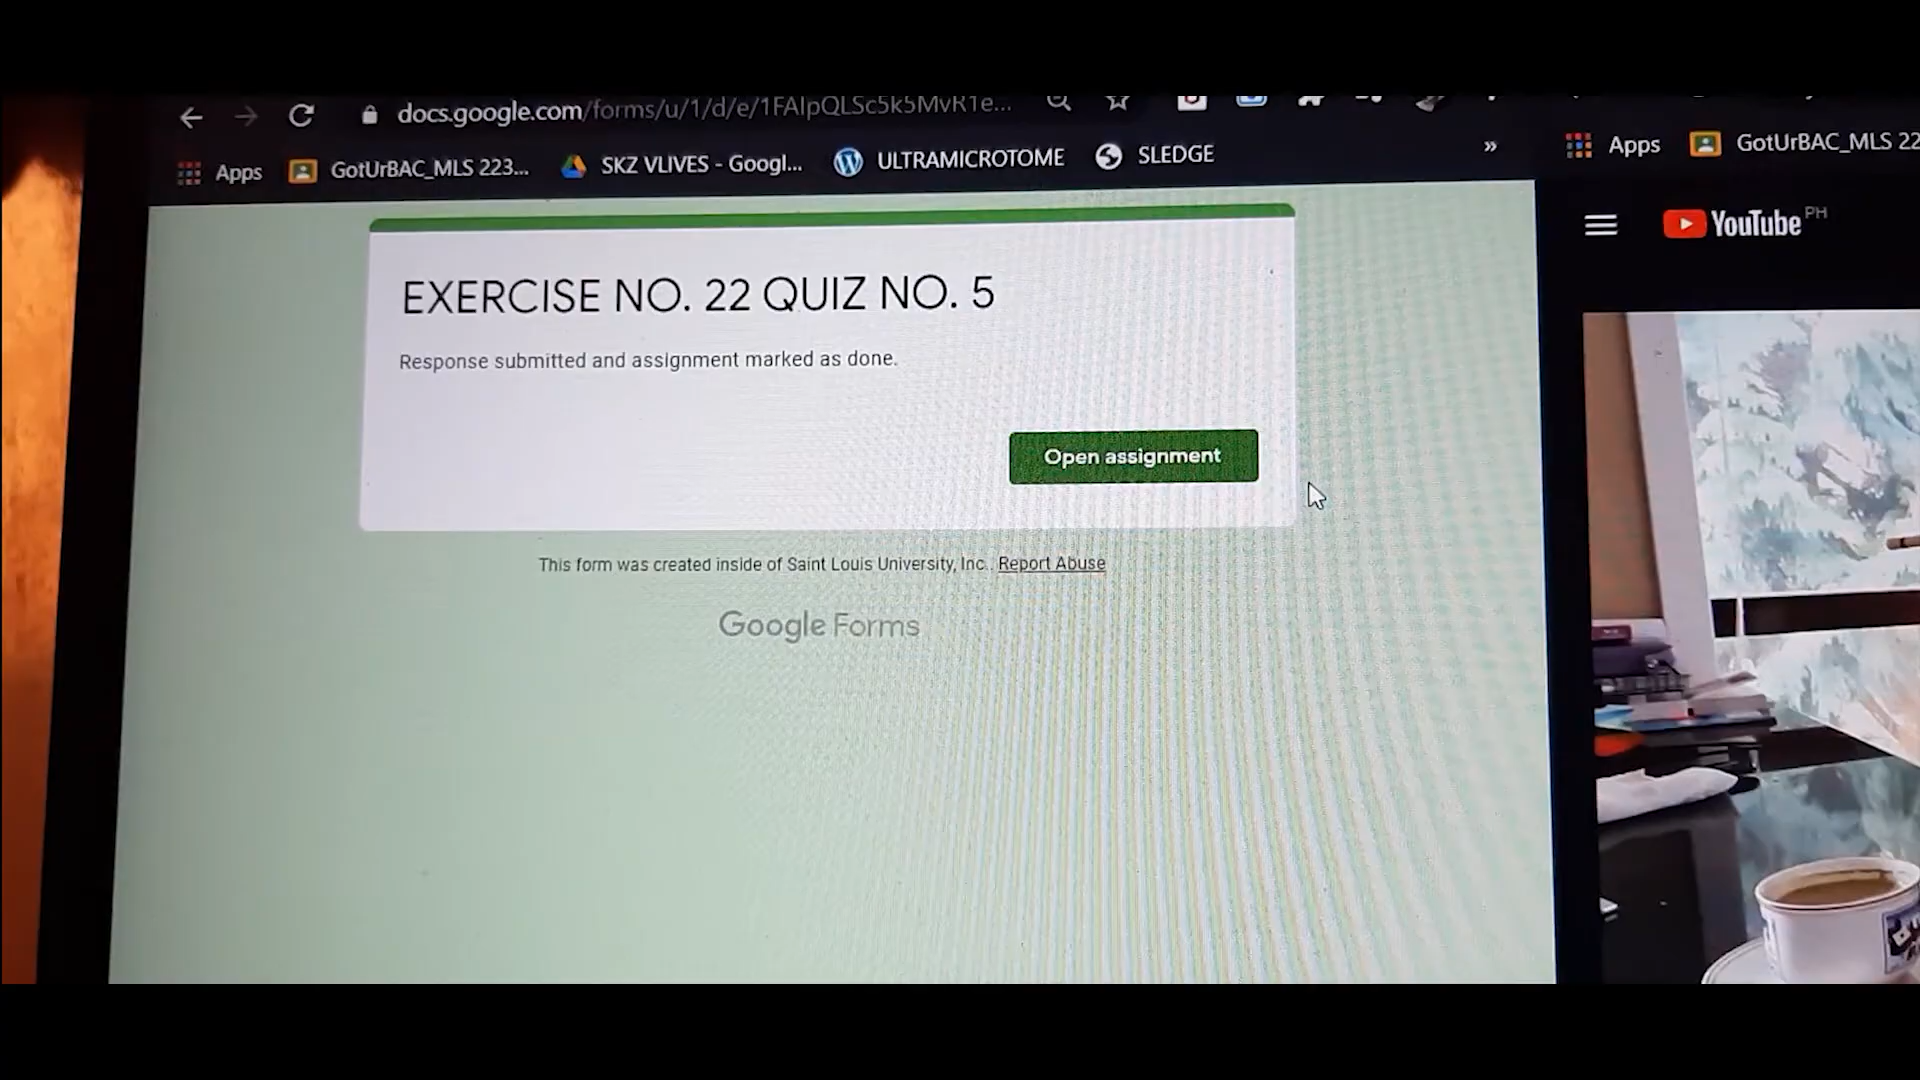 docs.google.com/forms/u/1/d/e/1FAIpQLSc5k5MvR1e...
Apps GotUrBAC_MLS 223... SKZ VLIVES - Googl... ULTRAMICROTOME SLEDGE »
Apps GotUrBAC_MLS 22
YouTube PH
EXERCISE NO. 22 QUIZ NO. 5
Response submitted and assignment marked as done.
Open assignment
This form was created inside of Saint Louis University, Inc.. Report Abuse
Google Forms